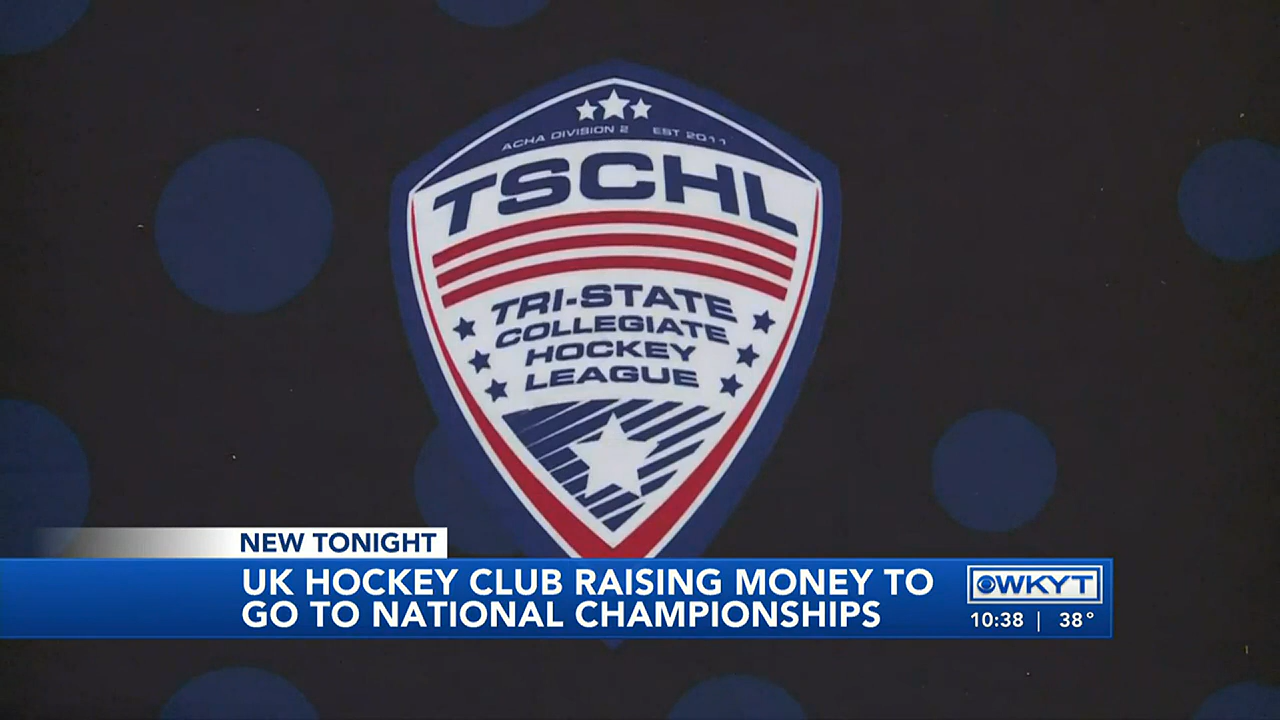 ACHA DIVISION 2 EST 2011
TSCHL
TRI-STATE
COLLEGIATE
HOCKEY
LEAGUE
NEW TONIGHT
UK HOCKEY CLUB RAISING MONEY TO
GO TO NATIONAL CHAMPIONSHIPS
WKYT
10:38 | 38°